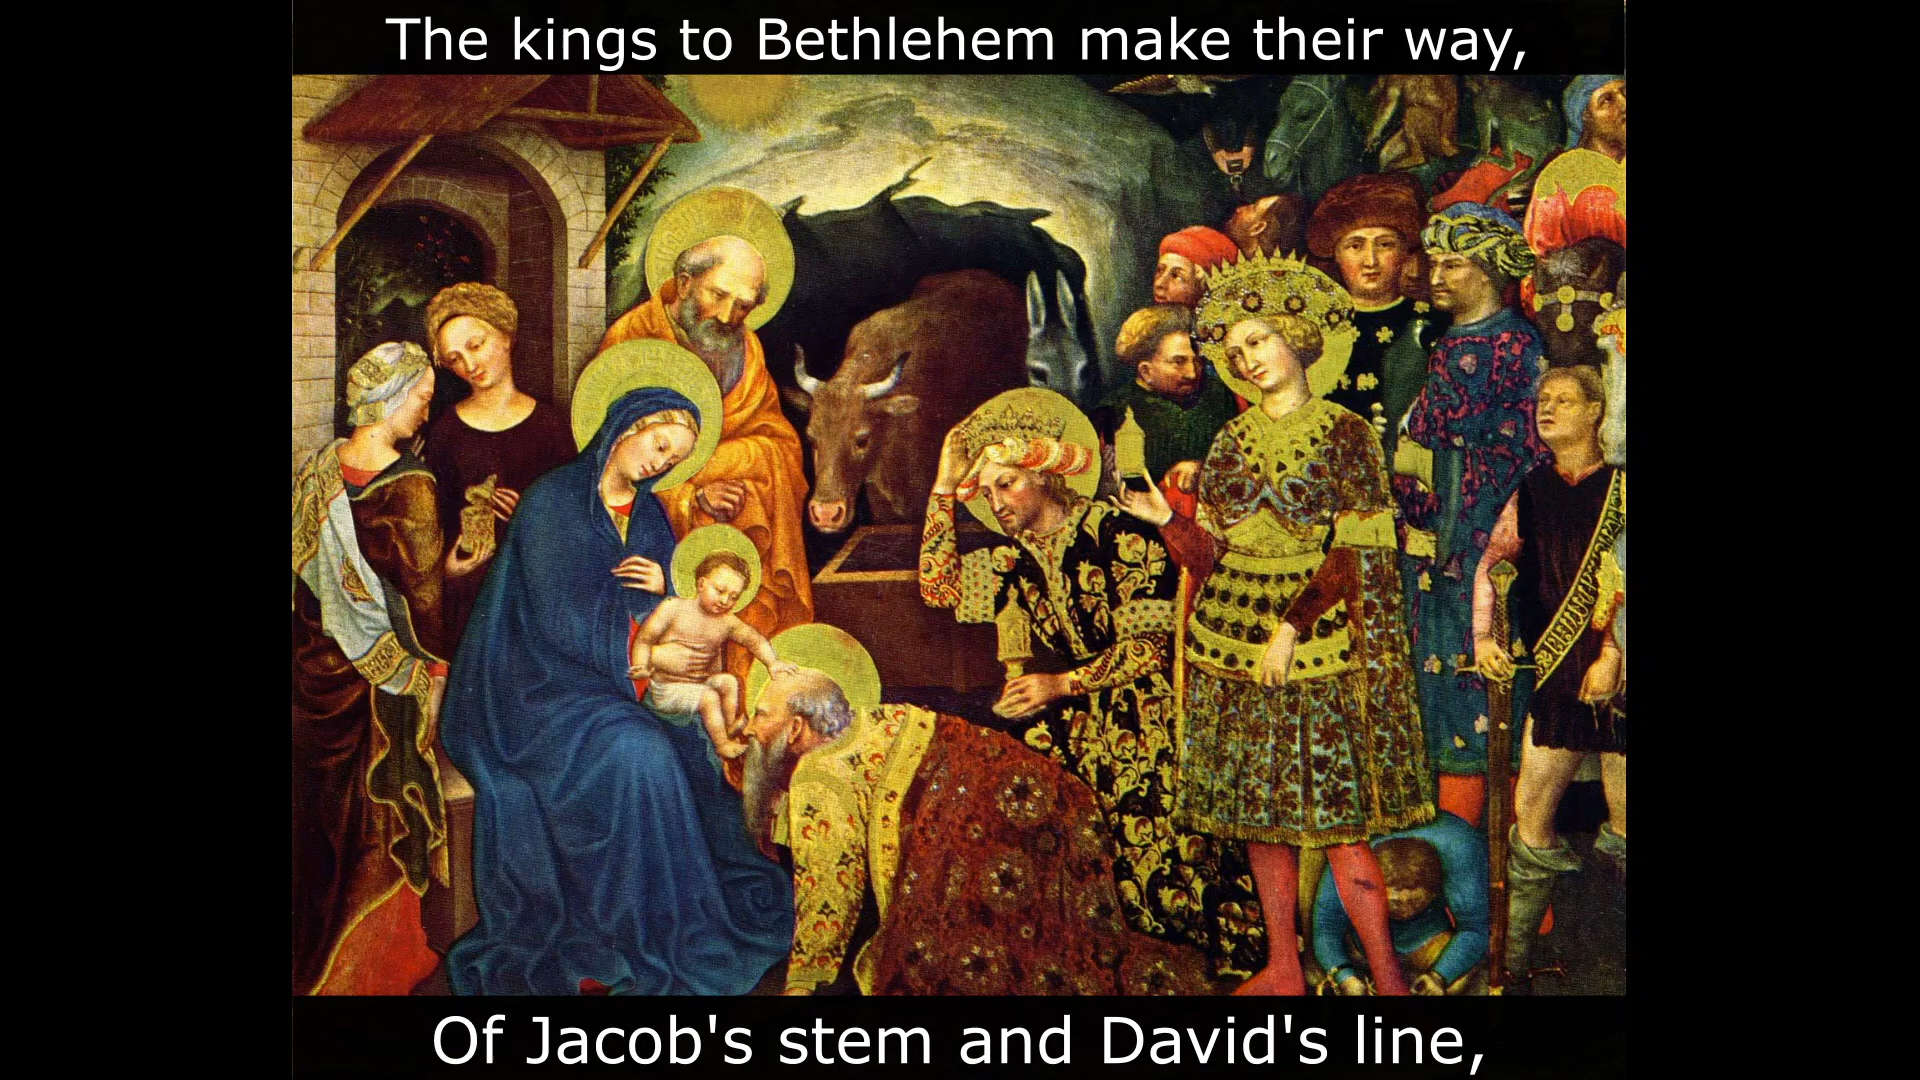 The kings to Bethlehem make their way,
Of Jacob's stem and David's line,